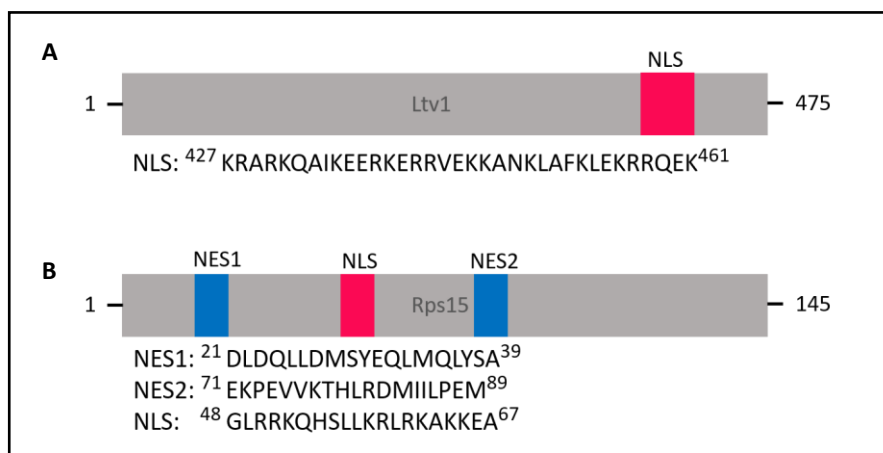 A
NLS
1
Ltv1
475
NLS: 427 KRARKQAIKEERKERRVEKKANKLAFKLEKRRQEK461
B
NES1 NLS NES2
1
Rps15
145
NES1: 21 DLDQLLDMSYEQLMQLYSA39
NES2: 71 EKPEVVKTHLRDMIILPEM89
NLS: 48 GLRRKQHSLLKRLRKAKKEA67